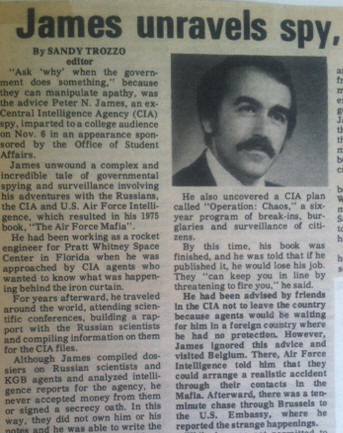 James unravels spy,
By SANDY TROZZO
editor
"Ask 'why' when the govern-
ment does something," because
they can manipulate apathy, was
the advice Peter N. James, an ex-
Central Intelligence Agency (CIA)
spy, imparted to a college audience
on Nov. 6 in an appearance spon-
sored by the Office of Student
Affairs.
James unwound a complex and
incredible tale of governmental
spying and surveillance involving
his adventures with the Russians,
the CIA and U.S. Air Force Intelli-
gence, which resulted in his 1975
book, "The Air Force Mafia".
He had been working as a rocket
engineer for Pratt Whitney Space
Center in Florida when he was
approached by CIA agents who
wanted to know what was happen-
ing behind the iron curtain.
For years afterward, he traveled
around the world, attending scien-
tific conferences, building a rap-
port with the Russian scientists
and compiling information on them
for the CIA files.
Although James compiled dos-
siers on Russian scientists and
KGB agents and analyzed intelli-
gence reports for the agency, he
never accepted money from them
or signed a secrecy oath. In this
way, they did not own him or his
notes and he was able to write the
He also uncovered a CIA plan
called "Operation: Chaos," a six-
year program of break-ins, bur-
glaries and surveillance of citi-
zens.
By this time, his book was
finished, and he was told that if he
published it, he would lose his job.
They "can keep you in line by
threatening to fire you," he said.
He had been advised by friends
in the CIA not to leave the country
because agents would be waiting
for him in a foreign country where
he had no protection. However,
James ignored this advice and
visited Belgium. There, Air Force
Intelligence told him that they
could arrange a realistic accident
through their contacts in the
Mafia. Afterward, there was a ten-
minute chase through Brussels to
the U.S. Embassy, where he
reported the strange happenings.